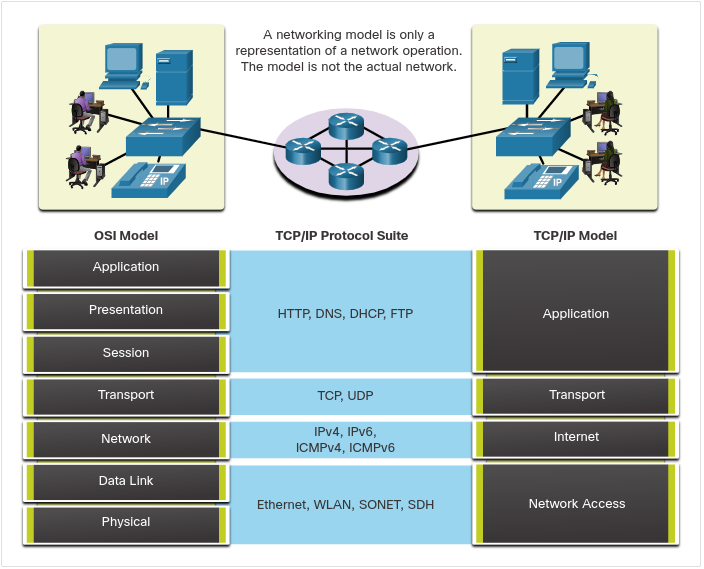 A networking model is only a
representation of a network operation.
The model is not the actual network.
IP
IP
OSI Model
TCP/IP Protocol Suite
TCP/IP Model
Application
Presentation
Session
HTTP, DNS, DHCP, FTP
Application
Transport
TCP, UDP
Transport
Network
IPv4, IPv6,
ICMPv4, ICMPv6
Internet
Data Link
Physical
Ethernet, WLAN, SONET, SDH
Network Access